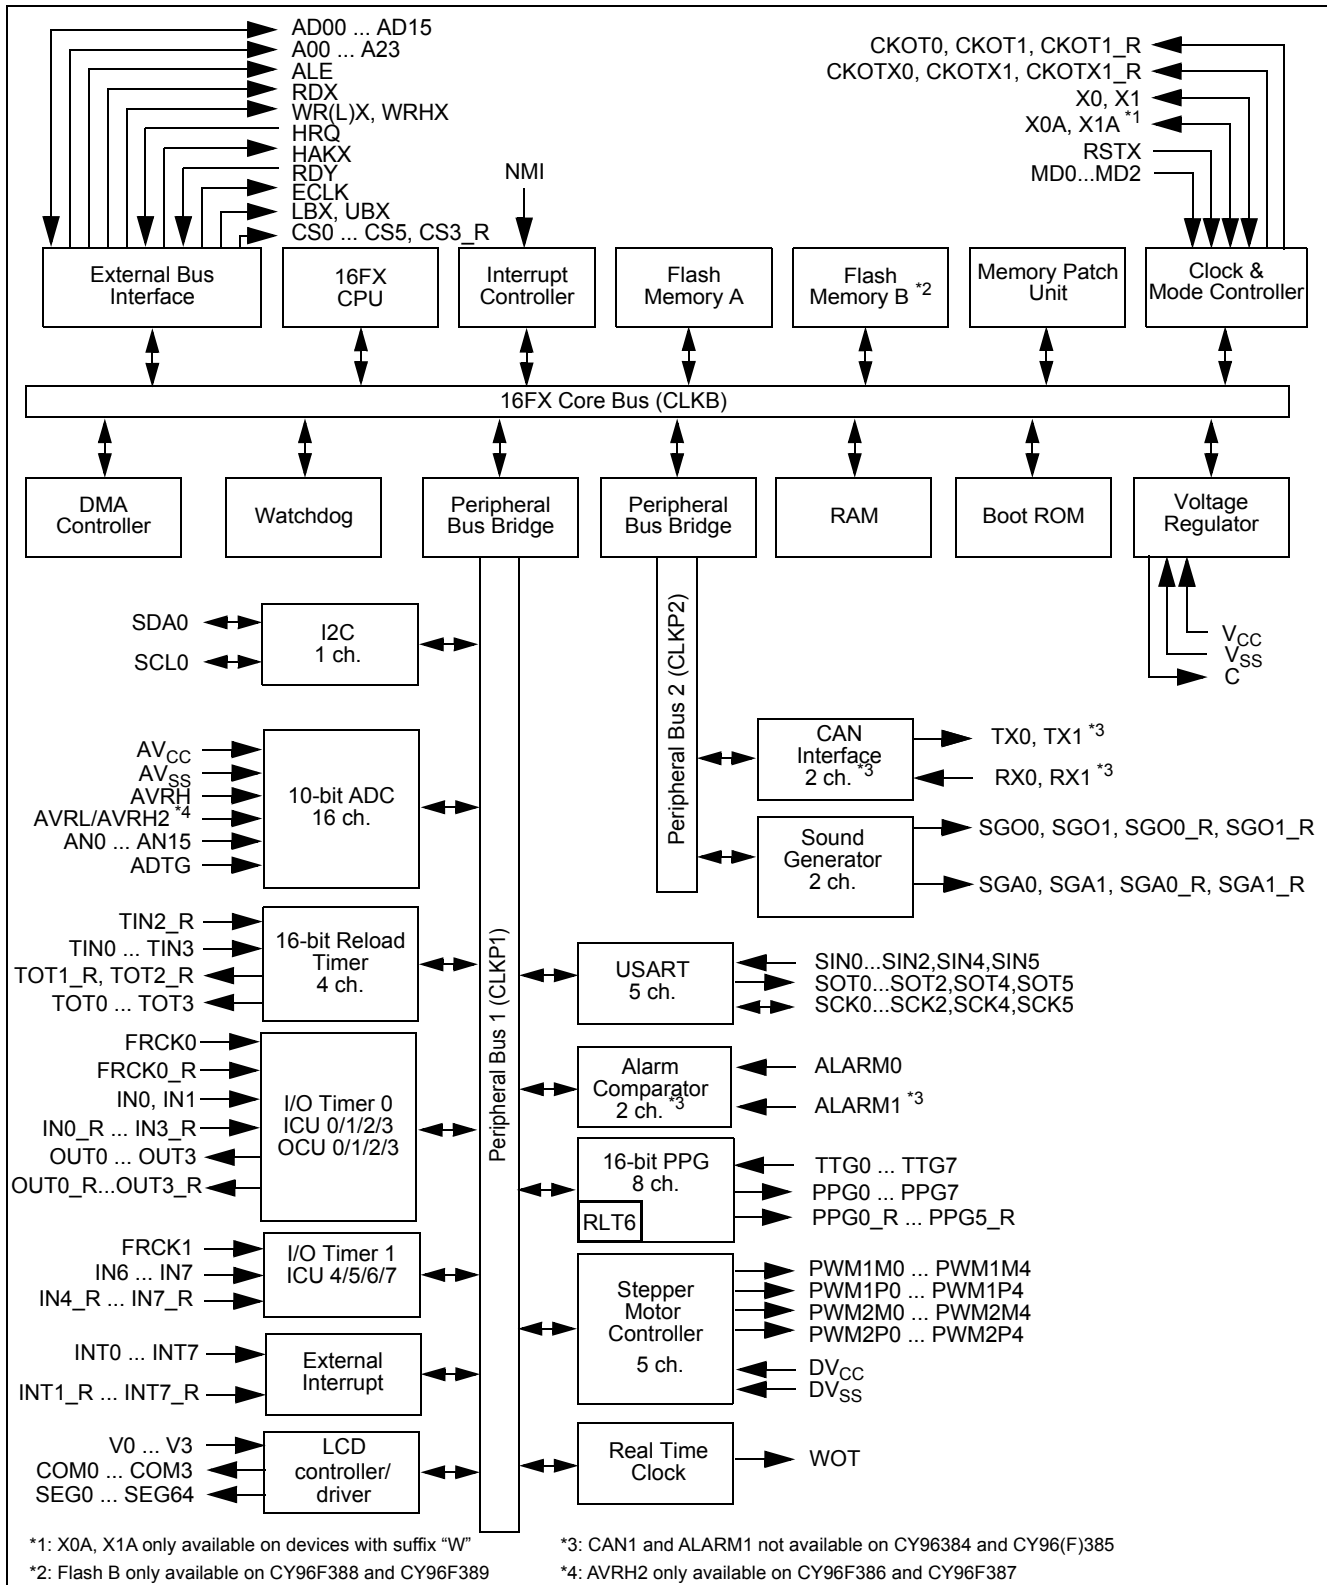 AD00 ... AD15
A00 ... A23
ALE
RDX
WR(L)X, WRHX
HRQ
HAKX
RDY
ECLK
LBX, UBX
CS0 ... CS5, CS3_R
NMI
CKOT0, CKOT1, CKOT1_R
CKOTX0, CKOTX1, CKOTX1_R
X0, X1
X0A, X1A *1
RSTX
MD0...MD2
External Bus
Interface
16FX
CPU
Interrupt
Controller
Flash
Memory A
Flash
Memory B *2
Memory Patch
Unit
Clock &
Mode Controller
16FX Core Bus (CLKB)
DMA
Controller
Watchdog
Peripheral
Bus Bridge
Peripheral
Bus Bridge
RAM
Boot ROM
Voltage
Regulator
VCC
VSS
C
Peripheral Bus 1 (CLKP1)
Peripheral Bus 2 (CLKP2)
SDA0
SCL0
I2C
1 ch.
AVCC
AVSS
AVRH
AVRL/AVRH2 *4
AN0 ... AN15
ADTG
10-bit ADC
16 ch.
TIN2_R
TIN0 ... TIN3
TOT1_R, TOT2_R
TOT0 ... TOT3
16-bit Reload
Timer
4 ch.
FRCK0
FRCK0_R
IN0, IN1
IN0_R ... IN3_R
OUT0 ... OUT3
OUT0_R...OUT3_R
I/O Timer 0
ICU 0/1/2/3
OCU 0/1/2/3
FRCK1
IN6 ... IN7
IN4_R ... IN7_R
I/O Timer 1
ICU 4/5/6/7
INT0 ... INT7
INT1_R ... INT7_R
External
Interrupt
V0 ... V3
COM0 ... COM3
SEG0 ... SEG64
LCD
controller/
driver
CAN
Interface
2 ch. *3
TX0, TX1 *3
RX0, RX1 *3
Sound
Generator
2 ch.
SGO0, SGO1, SGO0_R, SGO1_R
SGA0, SGA1, SGA0_R, SGA1_R
USART
5 ch.
SIN0...SIN2,SIN4,SIN5
SOT0...SOT2,SOT4,SOT5
SCK0...SCK2,SCK4,SCK5
Alarm
Comparator
2 ch. *3
ALARM0
ALARM1 *3
16-bit PPG
8 ch.
RLT6
TTG0 ... TTG7
PPG0 ... PPG7
PPG0_R ... PPG5_R
Stepper
Motor
Controller
5 ch.
PWM1M0 ... PWM1M4
PWM1P0 ... PWM1P4
PWM2M0 ... PWM2M4
PWM2P0 ... PWM2P4
DVCC
DVSS
Real Time
Clock
WOT
*1: X0A, X1A only available on devices with suffix “W”
*2: Flash B only available on CY96F388 and CY96F389
*3: CAN1 and ALARM1 not available on CY96384 and CY96(F)385
*4: AVRH2 only available on CY96F386 and CY96F387